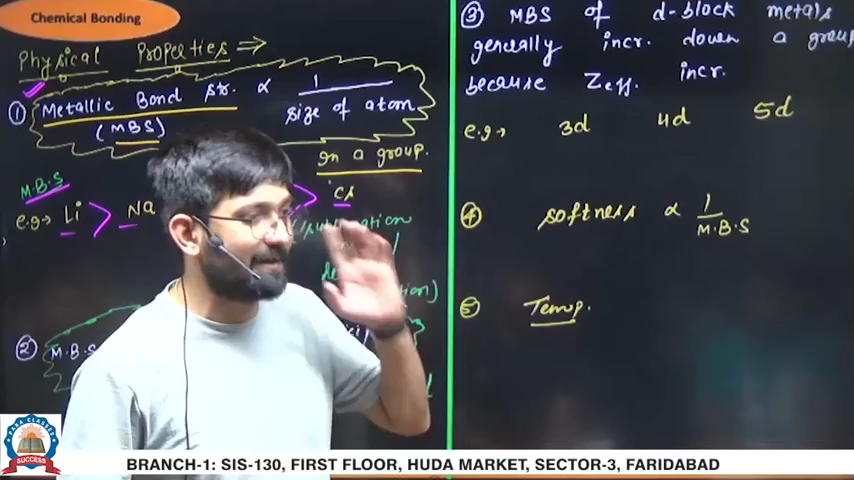 Chemical Bonding
Physical Properties ⇒
① Metallic Bond str. ∝ 1 / size of atom
(MBS)
In a group.
M.B.S
e.g → Li > Na > Cs
② M.B.S
③ MBS of d-block metals
generally incr. down a group
because Zeff. incr.
e.g → 3d 4d 5d
④ softness ∝ 1 / M.B.S
⑤ Temp.
PARA CLASSES
SUCCESS
BRANCH-1: SIS-130, FIRST FLOOR, HUDA MARKET, SECTOR-3, FARIDABAD